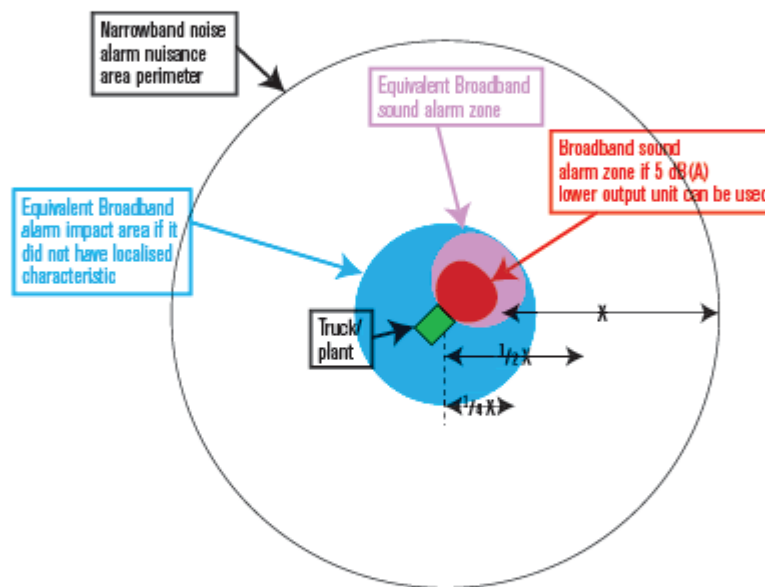 Narrowband noise
alarm nuisance
area perimeter
Equivalent Broadband
sound alarm zone
Broadband sound
alarm zone if 5 dB(A)
lower output unit can be used
Equivalent Broadband
alarm impact area if it
did not have localised
characteristic
Truck/
plant
X
1/2 X
1/4 X